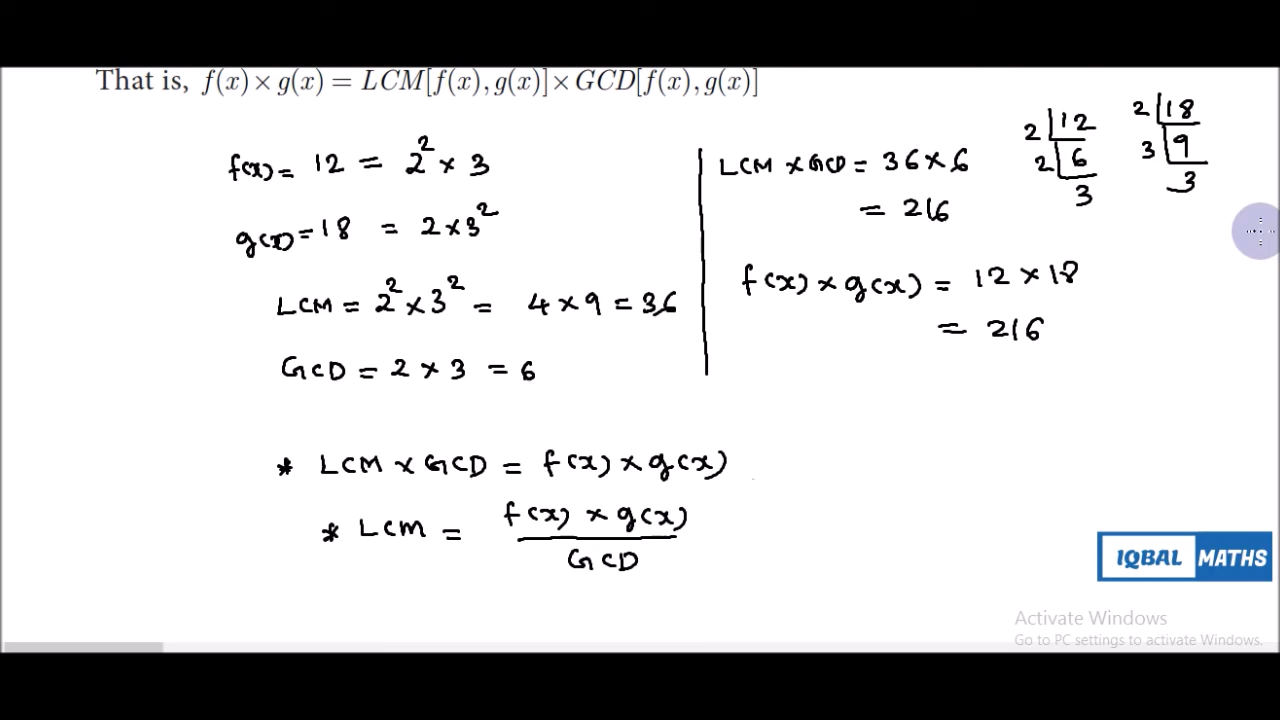 That is, f(x) × g(x) = LCM[f(x), g(x)] × GCD[f(x), g(x)]
f(x) = 12 = 2² × 3
g(x) = 18 = 2 × 3²
LCM = 2² × 3² = 4 × 9 = 36
GCD = 2 × 3 = 6
LCM × GCD = 36 × 6
= 216
f(x) × g(x) = 12 × 18
= 216
2 | 12
2 | 6
3
2 | 18
3 | 9
3
* LCM × GCD = f(x) × g(x)
* LCM = f(x) × g(x)
GCD
IQBAL MATHS
Activate Windows
Go to PC settings to activate Windows.